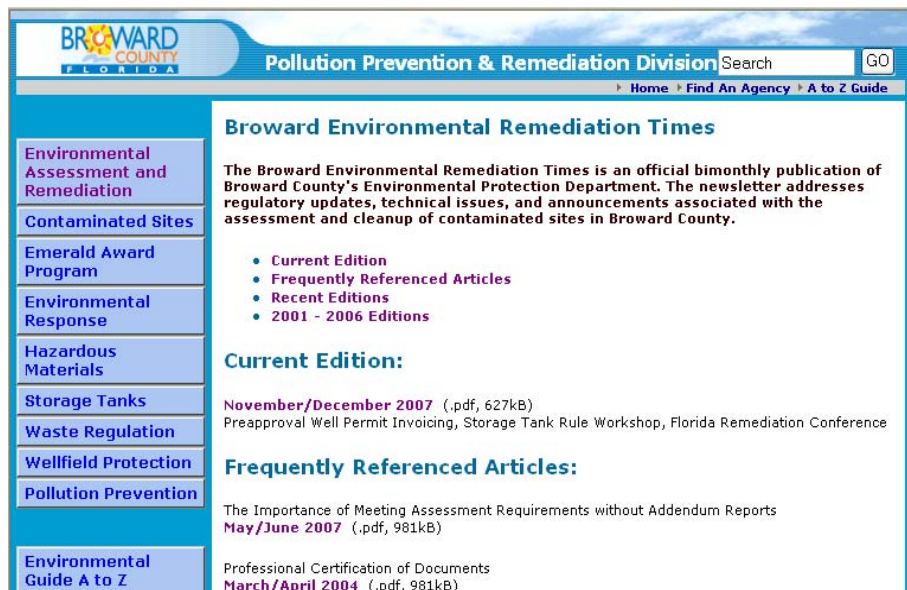 BROWARD
COUNTY
FLORIDA
Pollution Prevention & Remediation Division
Search
GO
Home
Find An Agency
A to Z Guide
Environmental
Assessment and
Remediation
Contaminated Sites
Emerald Award
Program
Environmental
Response
Hazardous
Materials
Storage Tanks
Waste Regulation
Wellfield Protection
Pollution Prevention
Environmental
Guide A to Z
Broward Environmental Remediation Times
The Broward Environmental Remediation Times is an official bimonthly publication of
Broward County's Environmental Protection Department. The newsletter addresses
regulatory updates, technical issues, and announcements associated with the
assessment and cleanup of contaminated sites in Broward County.
• Current Edition
• Frequently Referenced Articles
• Recent Editions
• 2001 - 2006 Editions
Current Edition:
November/December 2007 (.pdf, 627kB)
Preapproval Well Permit Invoicing, Storage Tank Rule Workshop, Florida Remediation Conference
Frequently Referenced Articles:
The Importance of Meeting Assessment Requirements without Addendum Reports
May/June 2007 (.pdf, 981kB)
Professional Certification of Documents
March/April 2004 (.pdf, 981kB)